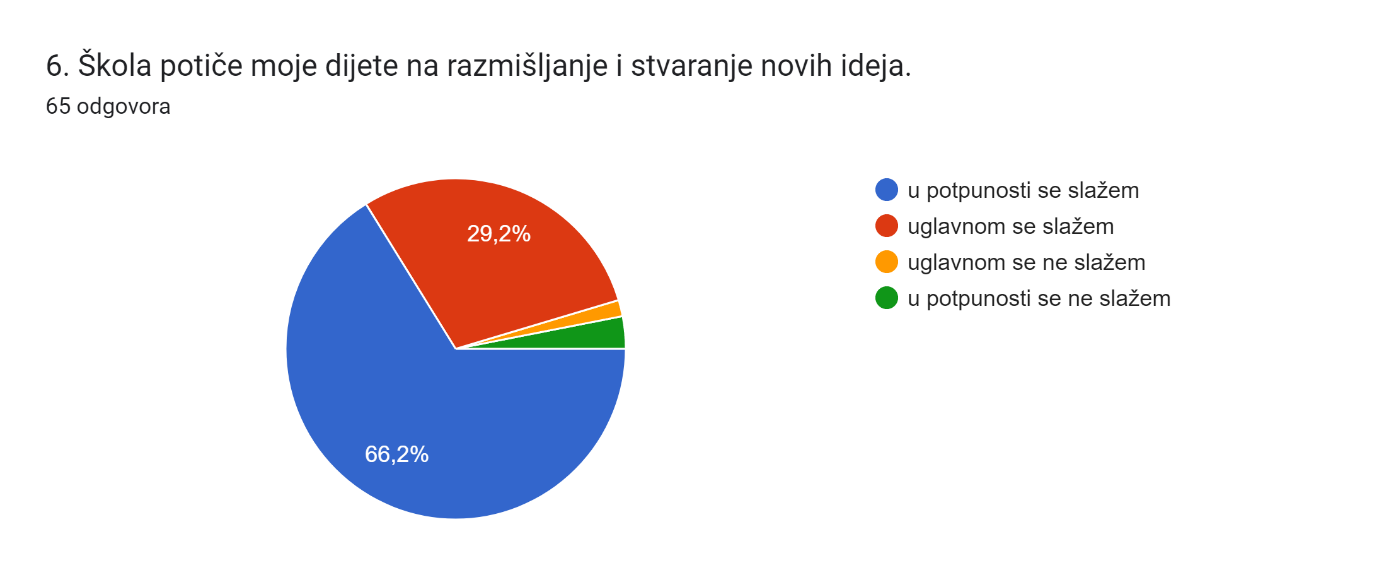 6. Škola potiče moje dijete na razmišljanje i stvaranje novih ideja.
65 odgovora
29,2%
66,2%
u potpunosti se slažem
uglavnom se slažem
uglavnom se ne slažem
u potpunosti se ne slažem